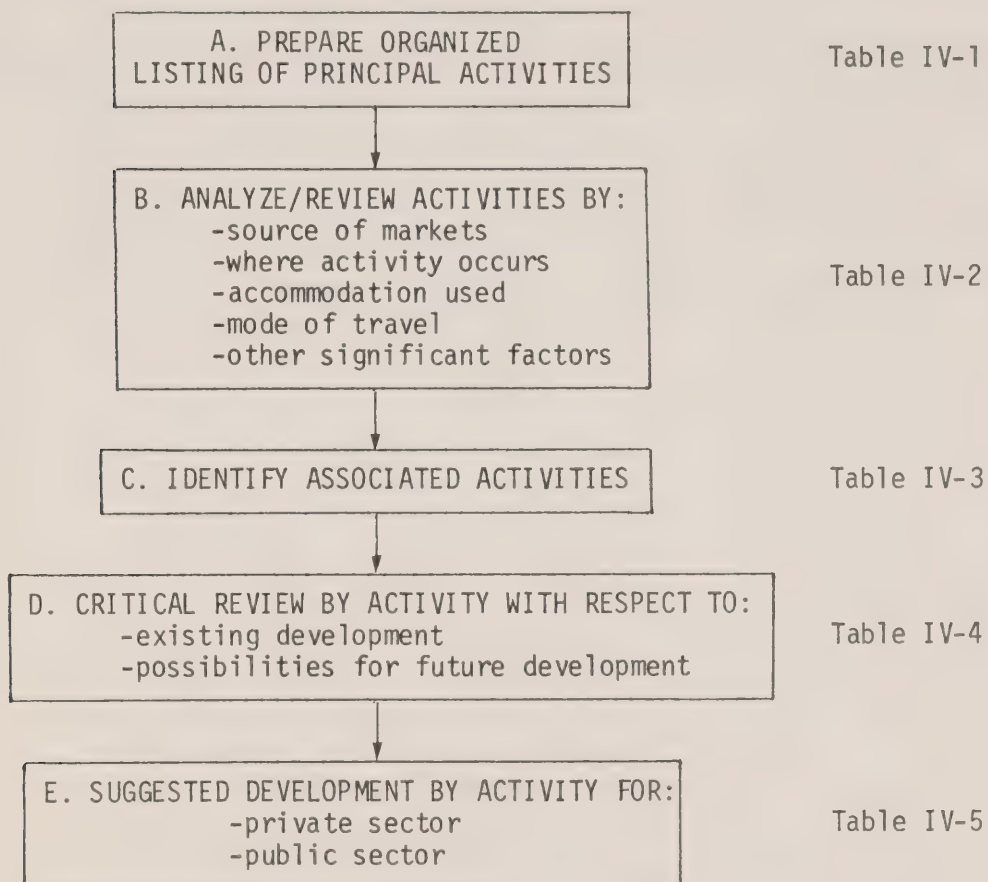 A. PREPARE ORGANIZED
LISTING OF PRINCIPAL ACTIVITIES
Table IV-1
B. ANALYZE/REVIEW ACTIVITIES BY:
-source of markets
-where activity occurs
-accommodation used
-mode of travel
-other significant factors
Table IV-2
C. IDENTIFY ASSOCIATED ACTIVITIES
Table IV-3
D. CRITICAL REVIEW BY ACTIVITY WITH RESPECT TO:
-existing development
-possibilities for future development
Table IV-4
E. SUGGESTED DEVELOPMENT BY ACTIVITY FOR:
-private sector
-public sector
Table IV-5